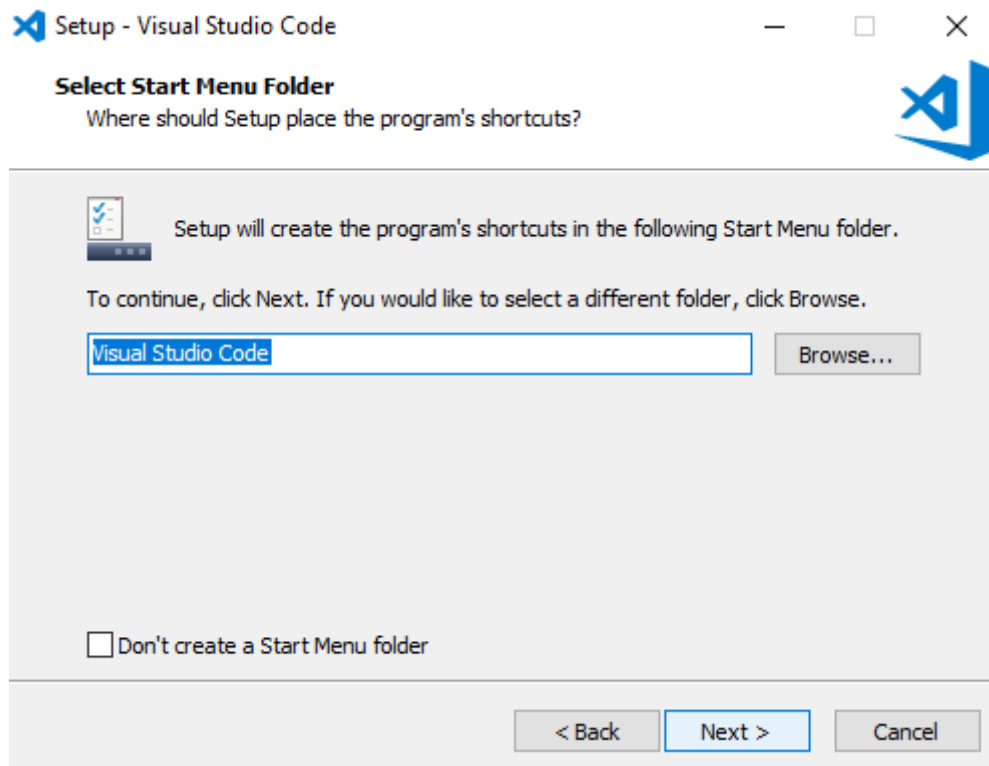 Setup - Visual Studio Code
Select Start Menu Folder
Where should Setup place the program's shortcuts?
Setup will create the program's shortcuts in the following Start Menu folder.
To continue, click Next. If you would like to select a different folder, click Browse.
Visual Studio Code
Browse...
Don't create a Start Menu folder
< Back
Next >
Cancel